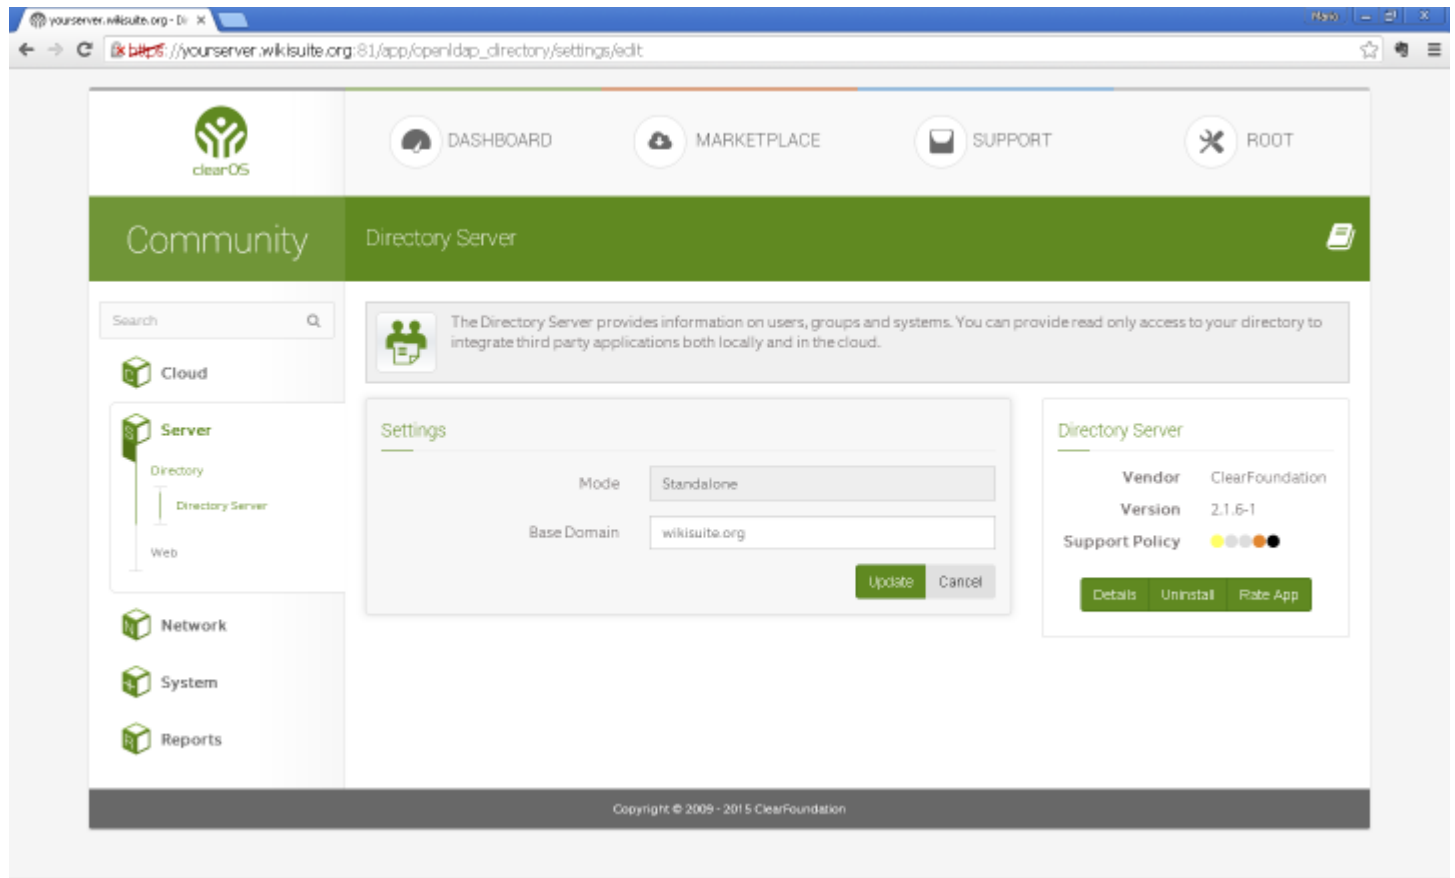 yourserver.wikisuite.org - Di
https://yourserver.wikisuite.org:81/app/openldap_directory/settings/edit
clearOS
DASHBOARD
MARKETPLACE
SUPPORT
ROOT
Community
Directory Server
Search
The Directory Server provides information on users, groups and systems. You can provide read only access to your directory to
integrate third party applications both locally and in the cloud.
Cloud
Server
Directory
Directory Server
Web
Network
System
Reports
Settings
Mode
Standalone
Base Domain
wikisuite.org
Update
Cancel
Directory Server
Vendor
ClearFoundation
Version
2.1.6-1
Support Policy
Details
Uninstall
Rate App
Copyright © 2009 - 2015 ClearFoundation